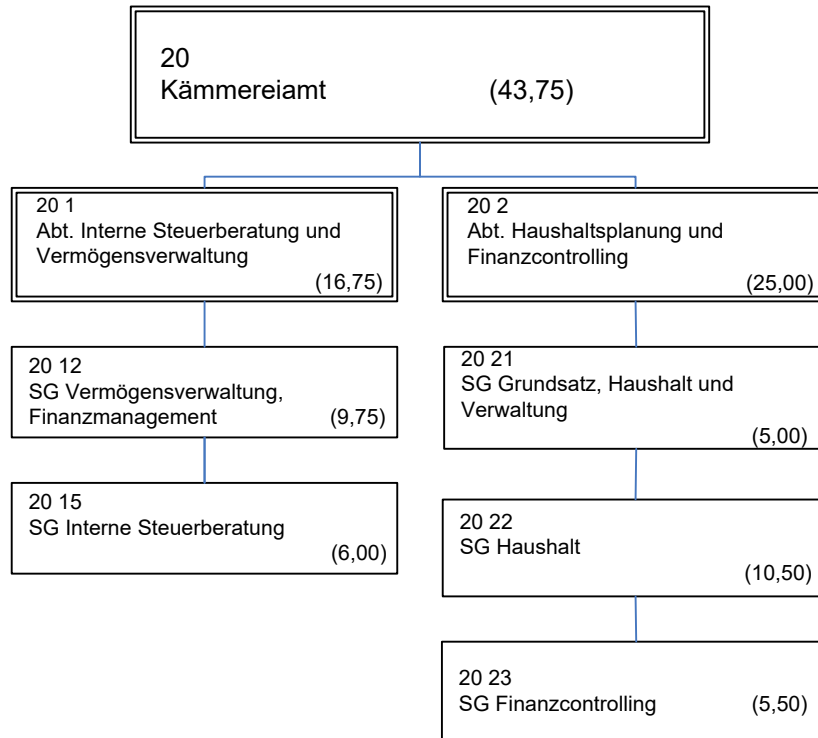 20
Kämmereiamt (43,75)
20 1
Abt. Interne Steuerberatung und
Vermögensverwaltung
(16,75)
20 12
SG Vermögensverwaltung,
Finanzmanagement (9,75)
20 15
SG Interne Steuerberatung
(6,00)
20 2
Abt. Haushaltsplanung und
Finanzcontrolling
(25,00)
20 21
SG Grundsatz, Haushalt und
Verwaltung
(5,00)
20 22
SG Haushalt
(10,50)
20 23
SG Finanzcontrolling (5,50)